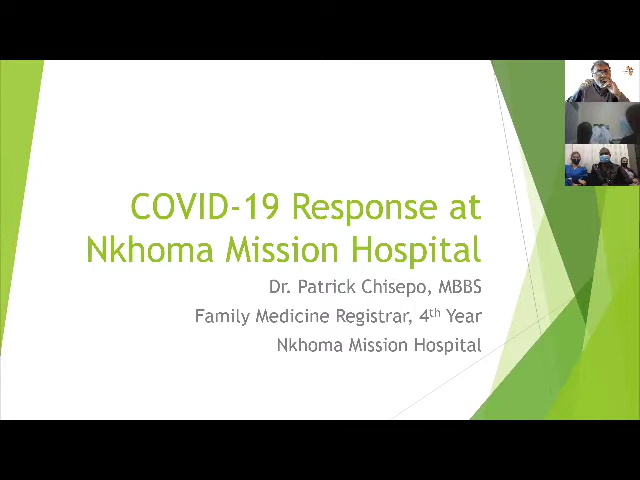 COVID-19 Response at
Nkhoma Mission Hospital
Dr. Patrick Chisepo, MBBS
Family Medicine Registrar, 4th Year
Nkhoma Mission Hospital